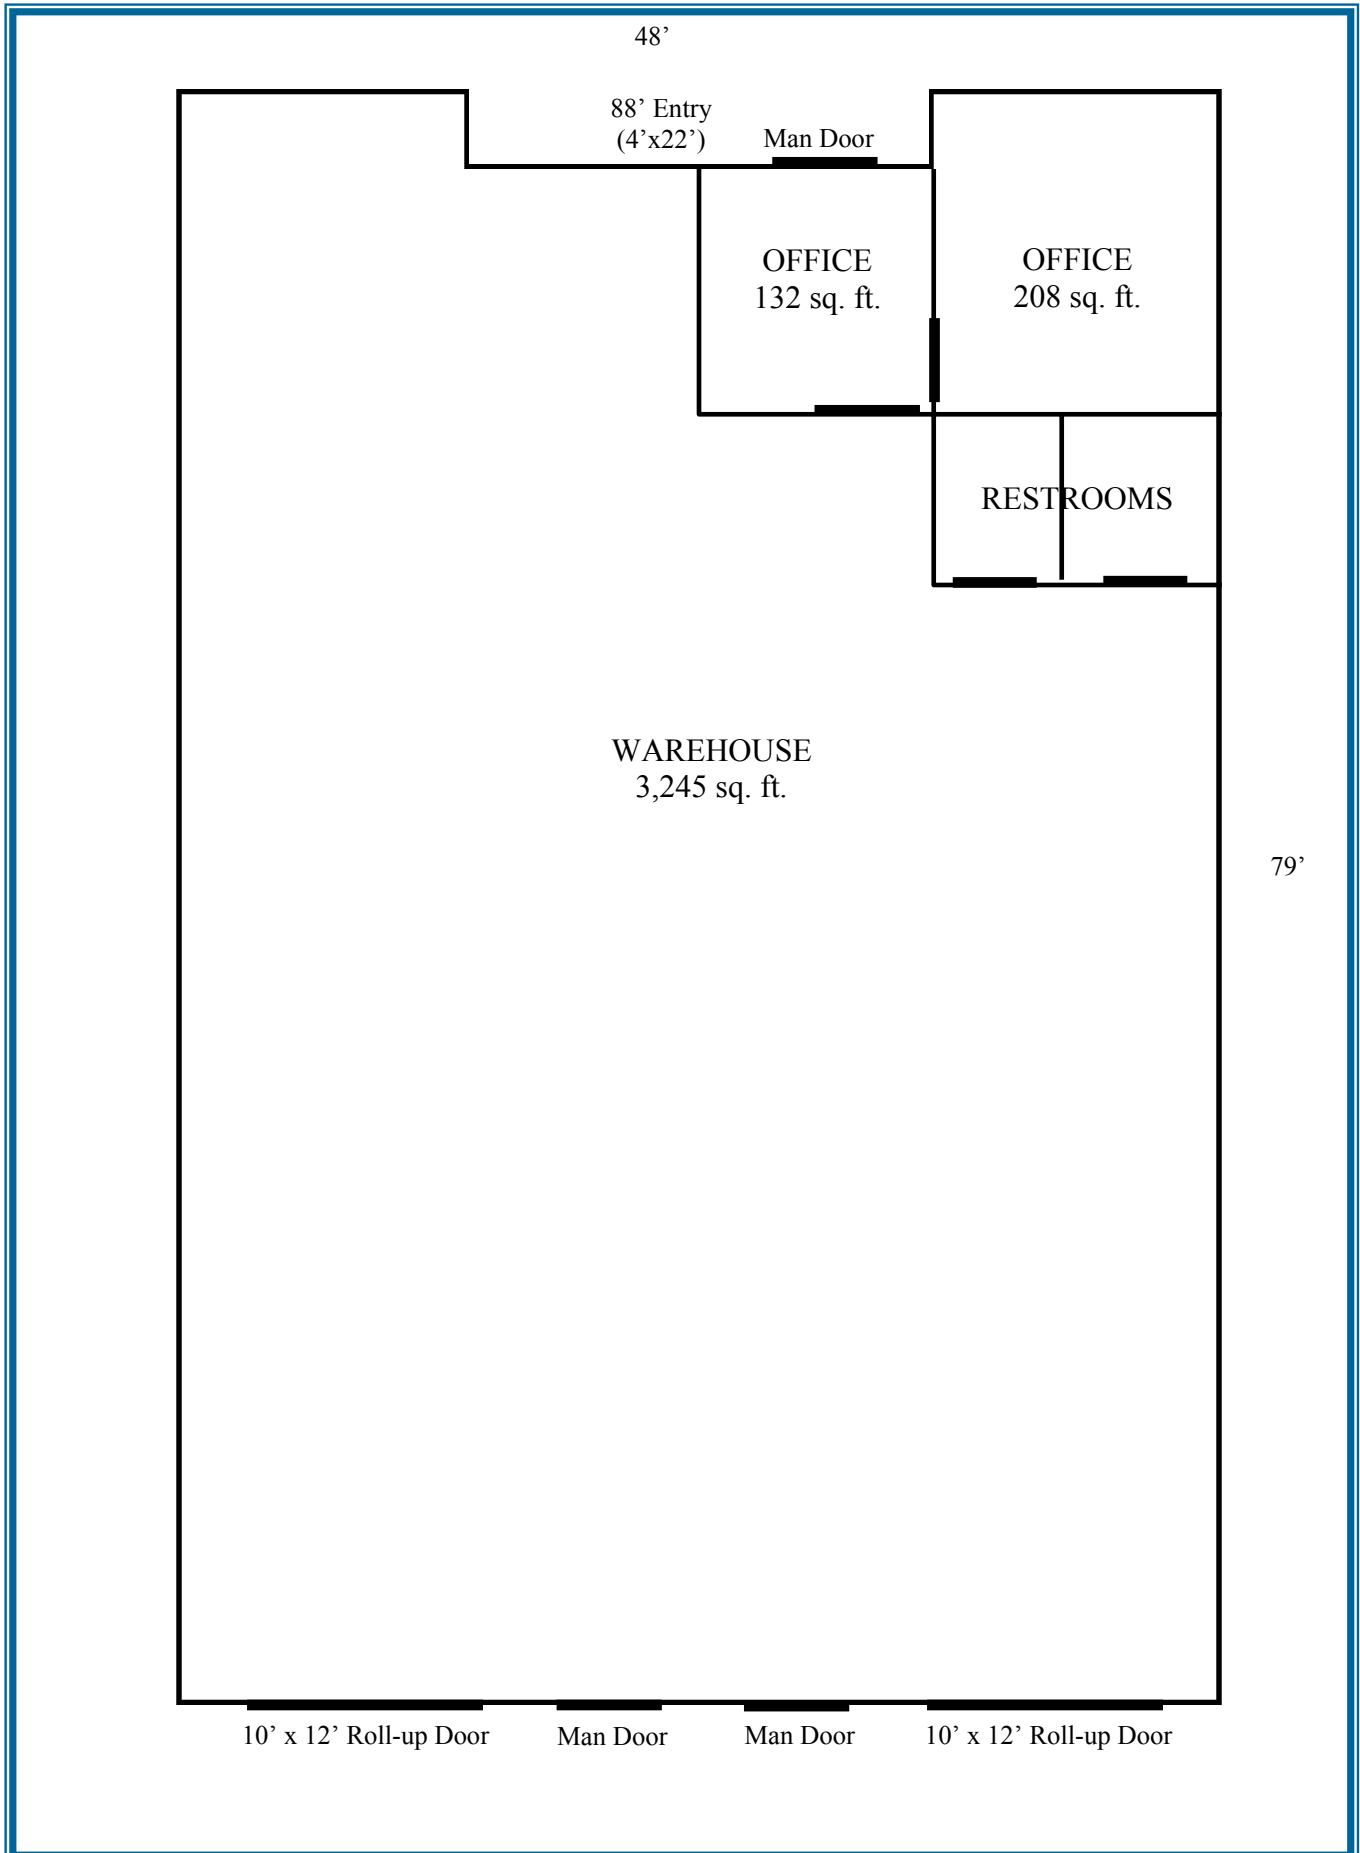 48’
88’ Entry
(4’x22’)
Man Door
OFFICE
132 sq. ft.
OFFICE
208 sq. ft.
RESTROOMS
WAREHOUSE
3,245 sq. ft.
79’
10’ x 12’ Roll-up Door
Man Door
Man Door
10’ x 12’ Roll-up Door